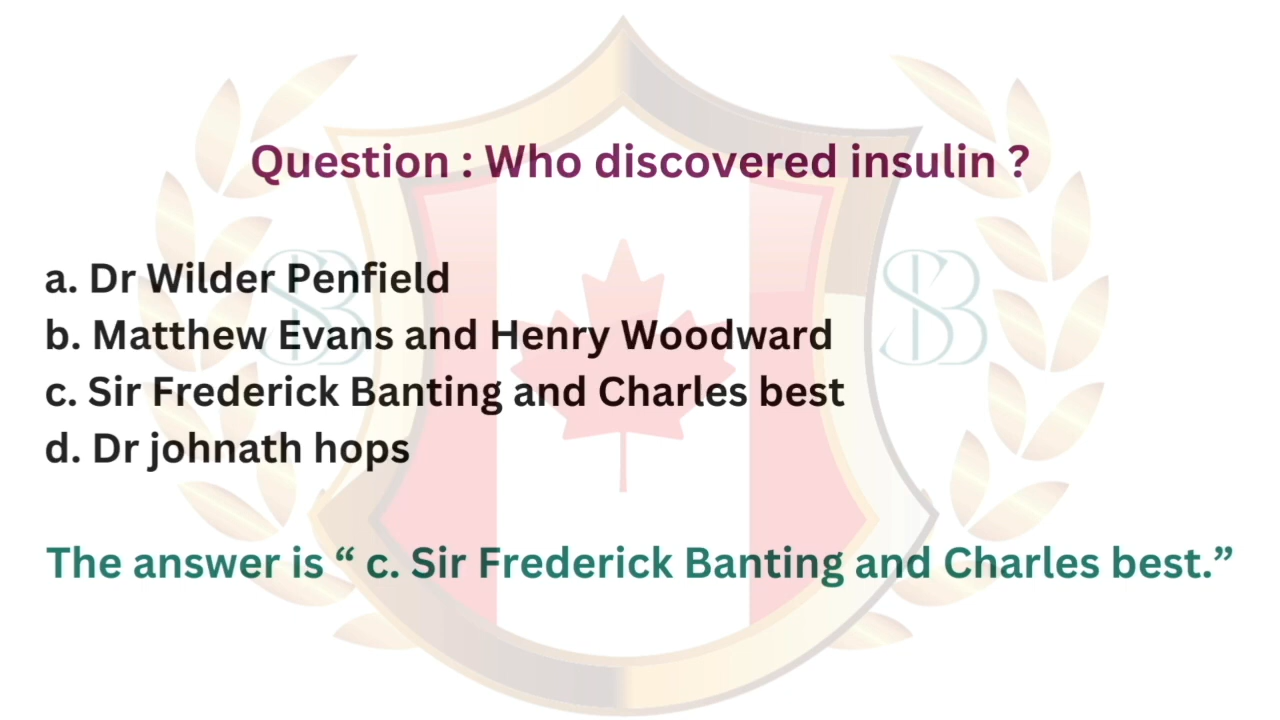 Question : Who discovered insulin ?
a. Dr Wilder Penfield
b. Matthew Evans and Henry Woodward
c. Sir Frederick Banting and Charles best
d. Dr johnath hops
The answer is “ c. Sir Frederick Banting and Charles best.”